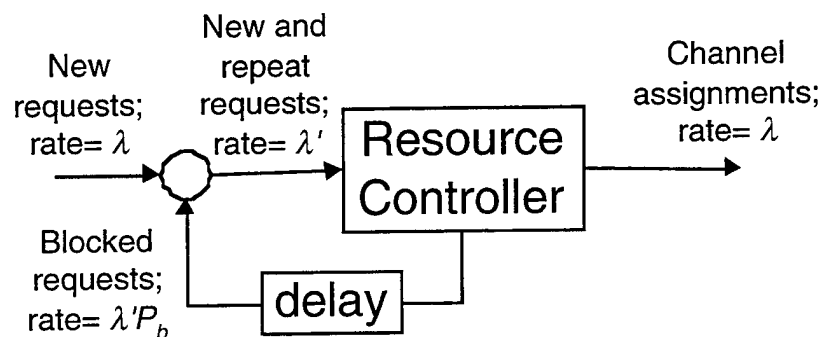 New
requests;
rate= λ
New and
repeat
requests;
rate= λ'
Resource
Controller
Channel
assignments;
rate= λ
Blocked
requests;
rate= λ'P_b
delay